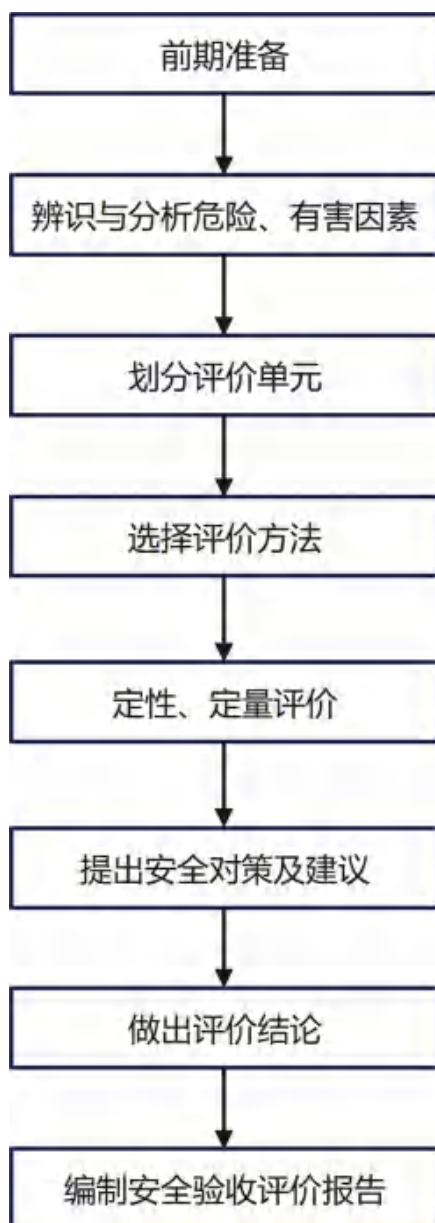 前期准备
辨识与分析危险、有害因素
划分评价单元
选择评价方法
定性、定量评价
提出安全对策及建议
做出评价结论
编制安全验收评价报告